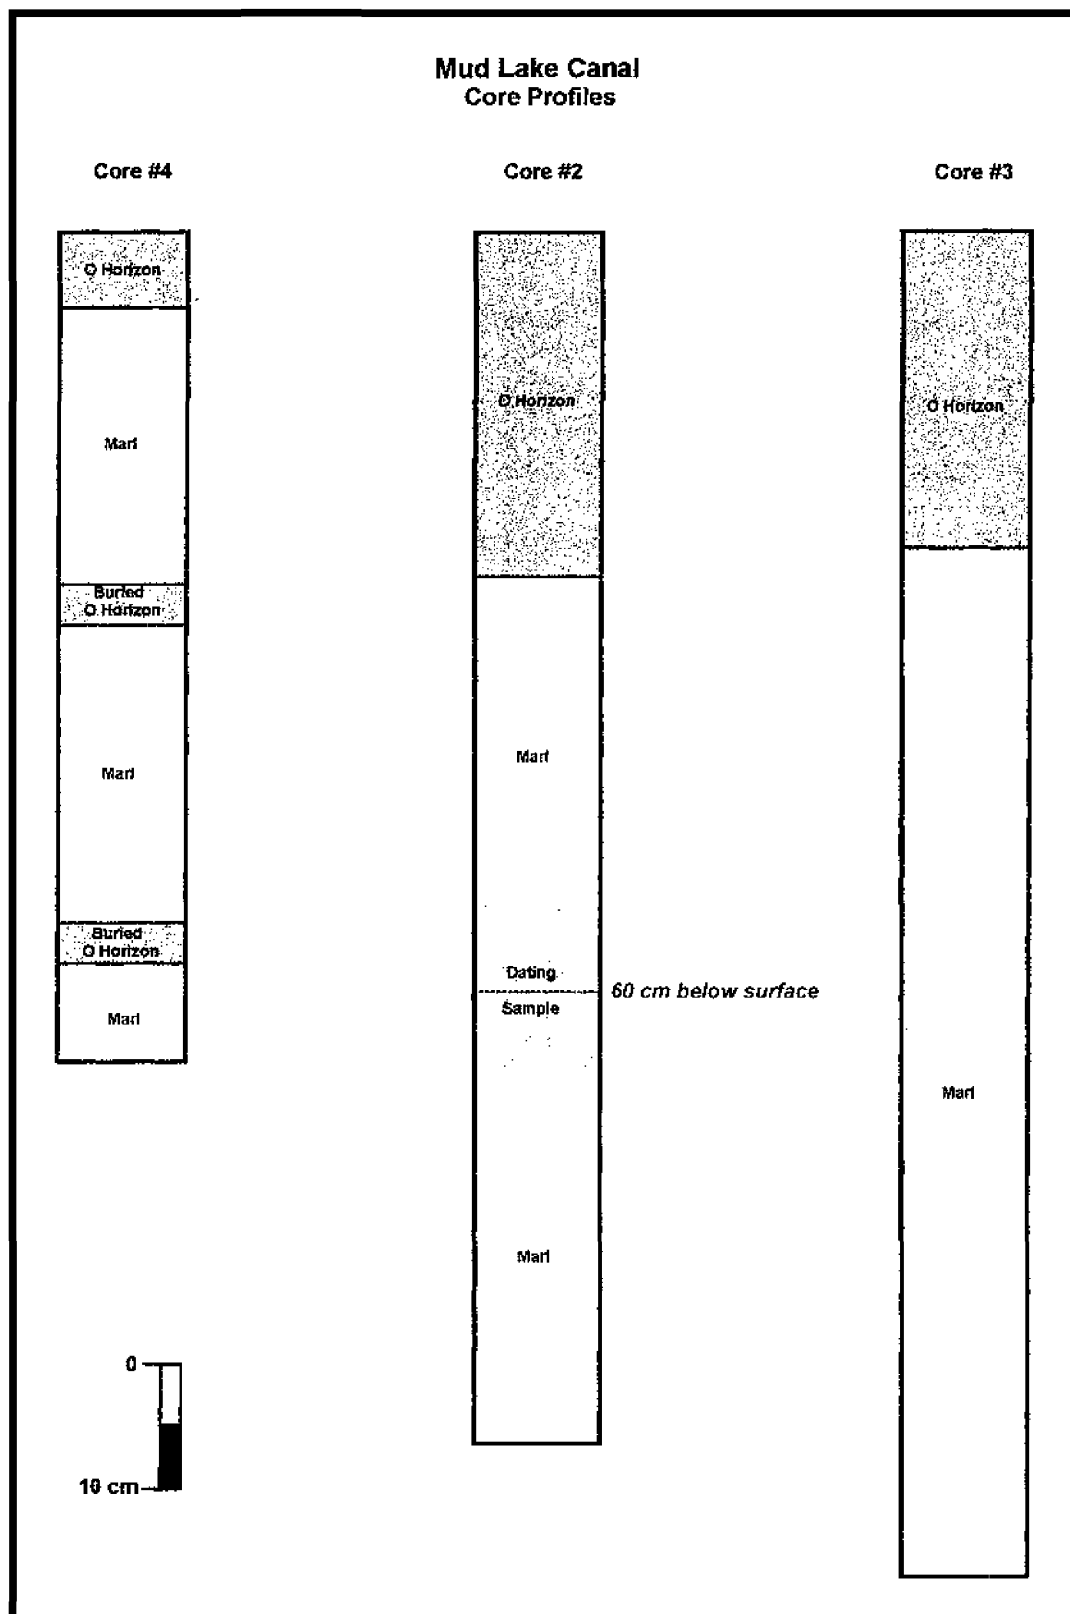 Mud Lake Canal
Core Profiles
Core #4
Core #2
Core #3
O Horizon
Marl
Buried
O Horizon
Marl
Buried
O Horizon
Marl
O Horizon
Marl
Dating
Sample
60 cm below surface
Marl
O Horizon
Marl
0
10 cm